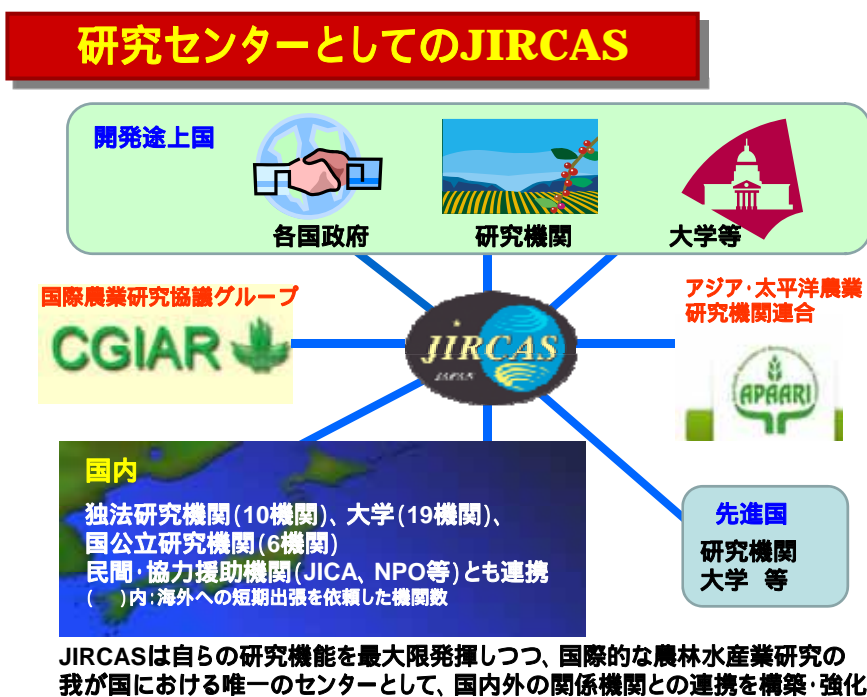 研究センターとしてのJIRCAS
開発途上国
各国政府
研究機関
大学等
国際農業研究協議グループ
CGIAR
JIRCAS
JAPAN
アジア・太平洋農業
研究機関連合
APAARI
国内
独法研究機関(10機関)、大学(19機関)、
国公立研究機関(6機関)
民間・協力援助機関(JICA、NPO等)とも連携
(　)内:海外への短期出張を依頼した機関数
先進国
研究機関
大学 等
JIRCASは自らの研究機能を最大限発揮しつつ、国際的な農林水産業研究の
我が国における唯一のセンターとして、国内外の関係機関との連携を構築・強化